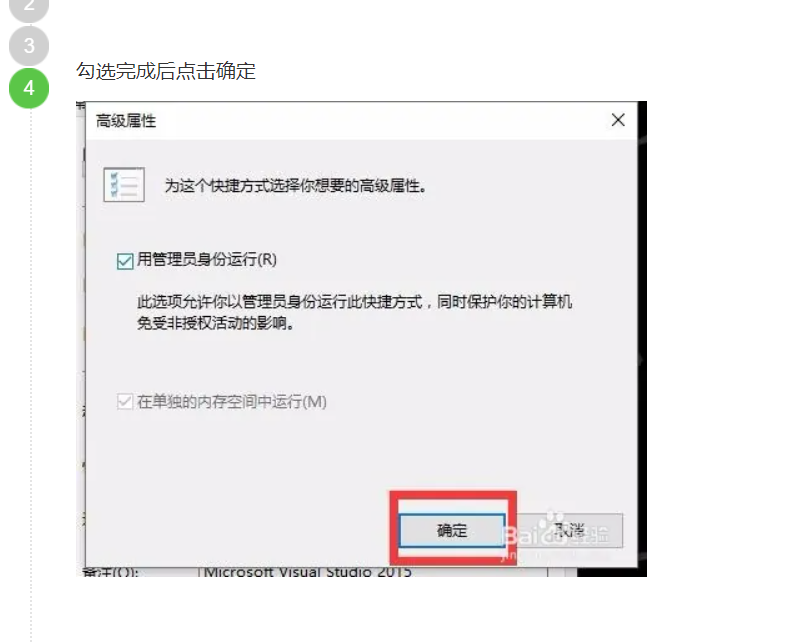 2
3
4
勾选完成后点击确定
高级属性
为这个快捷方式选择你想要的高级属性。
用管理员身份运行(R)
此选项允许你以管理员身份运行此快捷方式，同时保护你的计算机
免受非授权活动的影响。
在单独的内存空间中运行(M)
确定
取消
Baidu经验
备注(O): Microsoft Visual Studio 2015